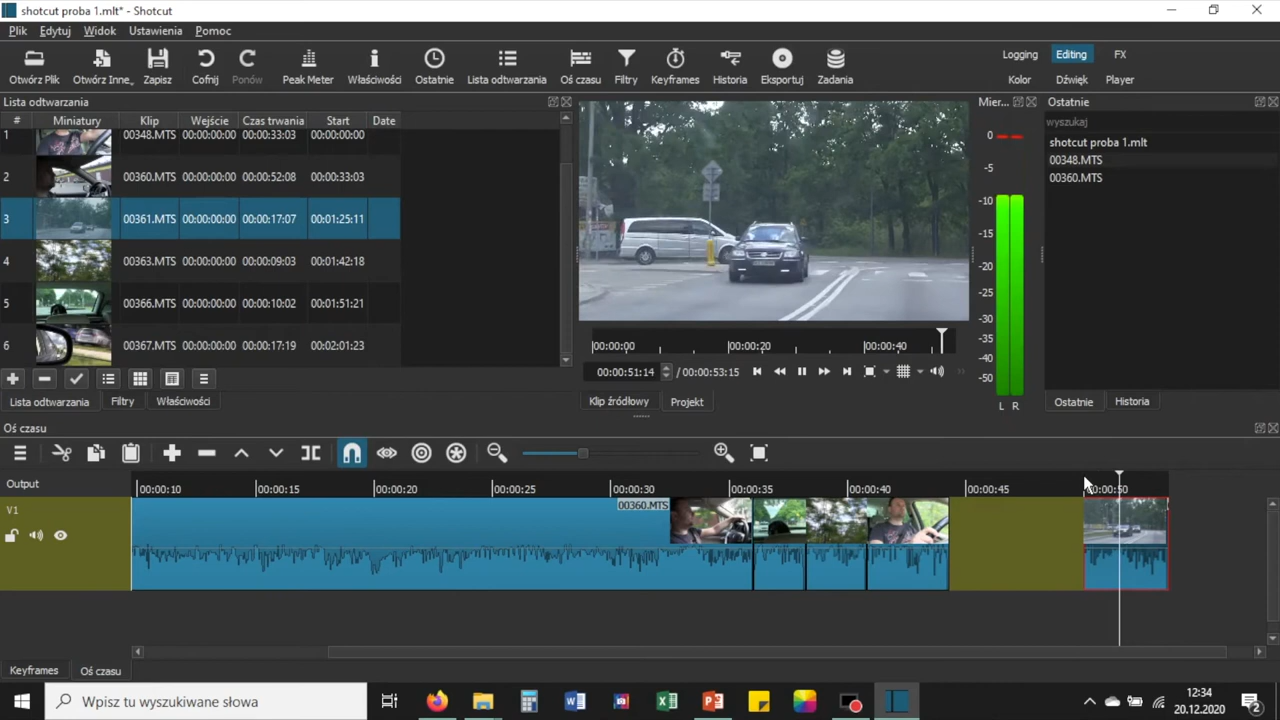 shotcut proba 1.mlt* - Shotcut
Plik Edytuj Widok Ustawienia Pomoc
Otwórz Plik Otwórz Inne, Zapisz Cofnij Ponów Peak Meter Właściwości Ostatnie Lista odtwarzania Oś czasu Filtry Keyframes Historia Eksportuj Zadania
Logging Editing FX
Kolor Dźwięk Player
Lista odtwarzania
# Miniatury Klip Wejście Czas trwania Start Date
1 00348.MTS 00:00:00:00 00:00:33:03 00:00:00:00
2 00360.MTS 00:00:00:00 00:00:52:08 00:00:33:03
3 00361.MTS 00:00:00:00 00:00:17:07 00:01:25:11
4 00363.MTS 00:00:00:00 00:00:09:03 00:01:42:18
5 00366.MTS 00:00:00:00 00:00:10:02 00:01:51:21
6 00367.MTS 00:00:00:00 00:00:17:19 00:02:01:23
Lista odtwarzania Filtry Właściwości
00:00:00 00:00:20 00:00:40
00:00:51:14 / 00:00:53:15
Klip źródłowy Projekt
Mier...
0
-5
-10
-15
-20
-25
-30
-35
-40
-50
L R
Ostatnie
wyszukaj
shotcut proba 1.mlt
00348.MTS
00360.MTS
Ostatnie Historia
Oś czasu
Output
00:00:10 00:00:15 00:00:20 00:00:25 00:00:30 00:00:35 00:00:40 00:00:45 00:00:50
V1
00360.MTS
Keyframes Oś czasu
Wpisz tu wyszukiwane słowa
12:34
20.12.2020
2